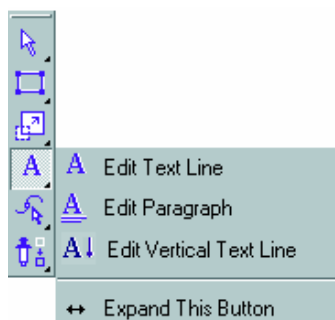 Edit Text Line
Edit Paragraph
Edit Vertical Text Line
Expand This Button